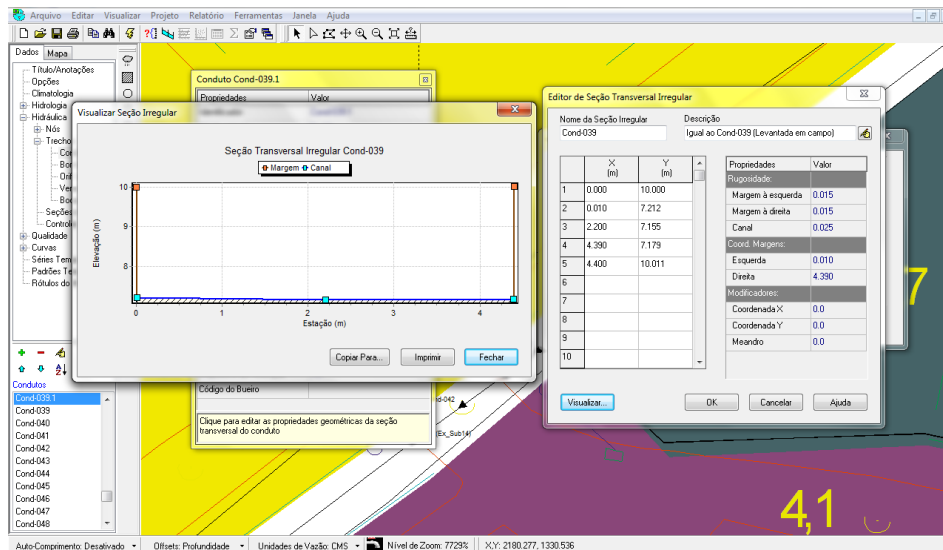 Arquivo Editar Visualizar Projeto Relatório Ferramentas Janela Ajuda
Dados Mapa
Título/Anotações
Opções
Climatologia
Hidrologia
Hidráulica
Nós
Trecho
Seções
Control
Qualidade
Curvas
Séries Tem
Padrões Te
Rótulos do
Condutos
Cond-039.1
Cond-039
Cond-040
Cond-041
Cond-042
Cond-043
Cond-044
Cond-045
Cond-046
Cond-047
Cond-048
Conduto Cond-039.1
Propriedades Valor
Código do Bueiro
Clique para editar as propriedades geométricas da seção
transversal do conduto
Visualizar Seção Irregular
Seção Transversal Irregular Cond-039
Margem Canal
Elevação (m)
10
9
8
0 1 2 3 4
Estação (m)
Copiar Para... Imprimir Fechar
Editor de Seção Transversal Irregular
Nome da Seção Irregular Descrição
Cond-039 Igual ao Cond-039 (Levantada em campo)
X Y
(m) (m)
1 0.000 10.000
2 0.010 7.212
3 2.200 7.155
4 4.390 7.179
5 4.400 10.011
6
7
8
9
10
Propriedades Valor
Rugosidade:
Margem à esquerda 0.015
Margem à direita 0.015
Canal 0.025
Coord. Margens:
Esquerda 0.010
Direita 4.390
Modificadores:
Coordenada X 0.0
Coordenada Y 0.0
Meandro 0.0
Visualizar... OK Cancelar Ajuda
nd-042
(Ex_Sub14)
7
4,1
Auto-Comprimento: Desativado Offsets: Profundidade Unidades de Vazão: CMS Nível de Zoom: 7729% X,Y: 2180.277, 1330.536